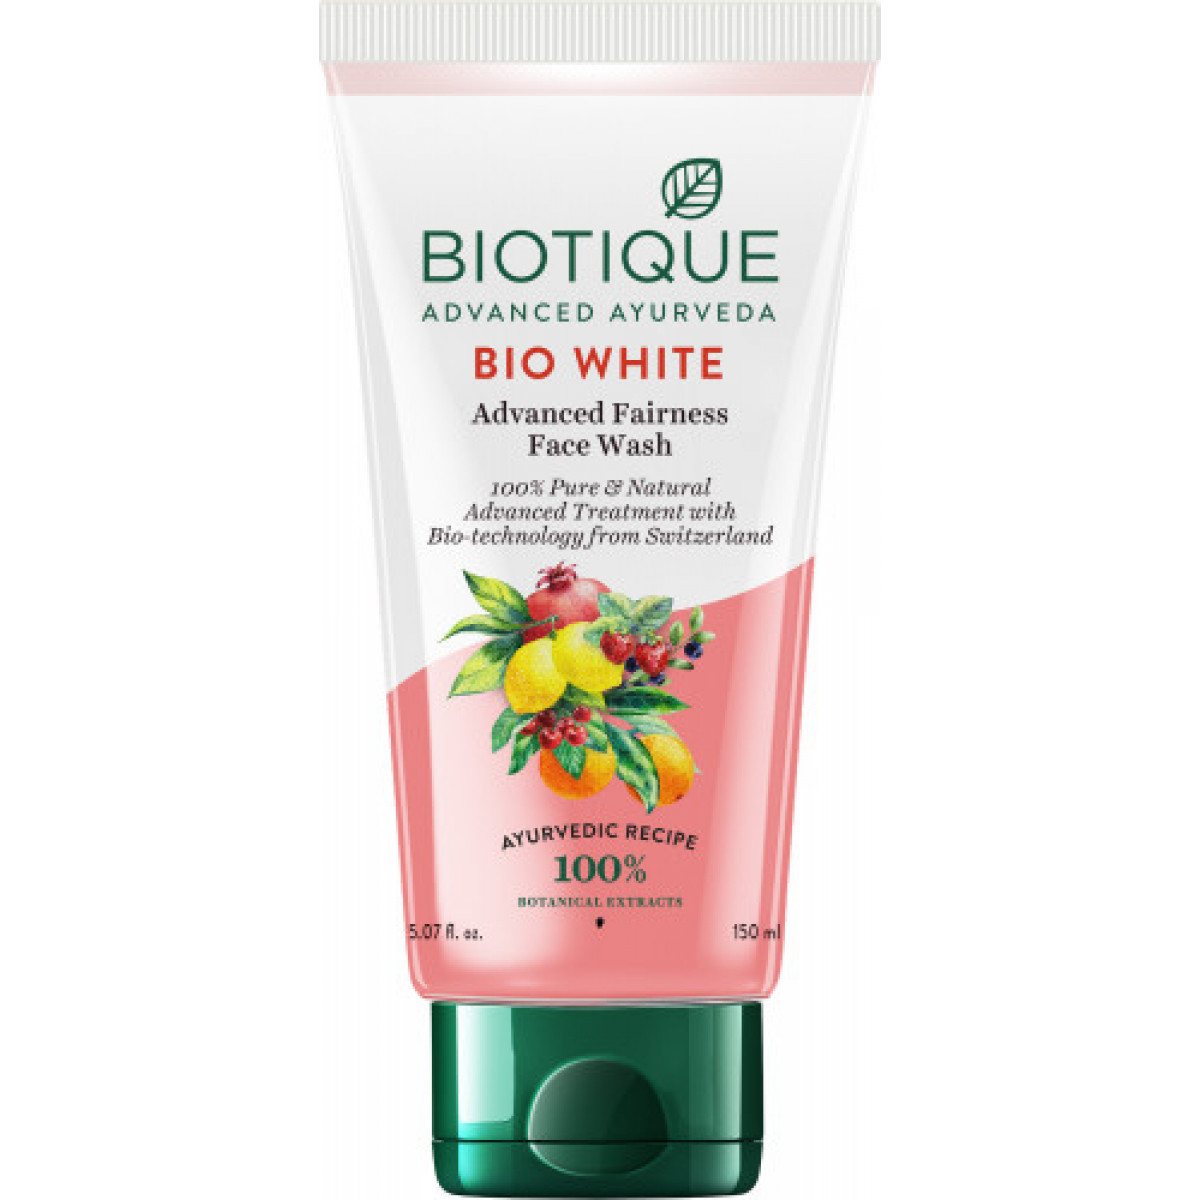 BIOTIQUE
ADVANCED AYURVEDA
BIO WHITE
Advanced Fairness
Face Wash
100% Pure & Natural
Advanced Treatment with
Bio-technology from Switzerland
AYURVEDIC RECIPE
100%
BOTANICAL EXTRACTS
5.07 fl. oz.
150 ml